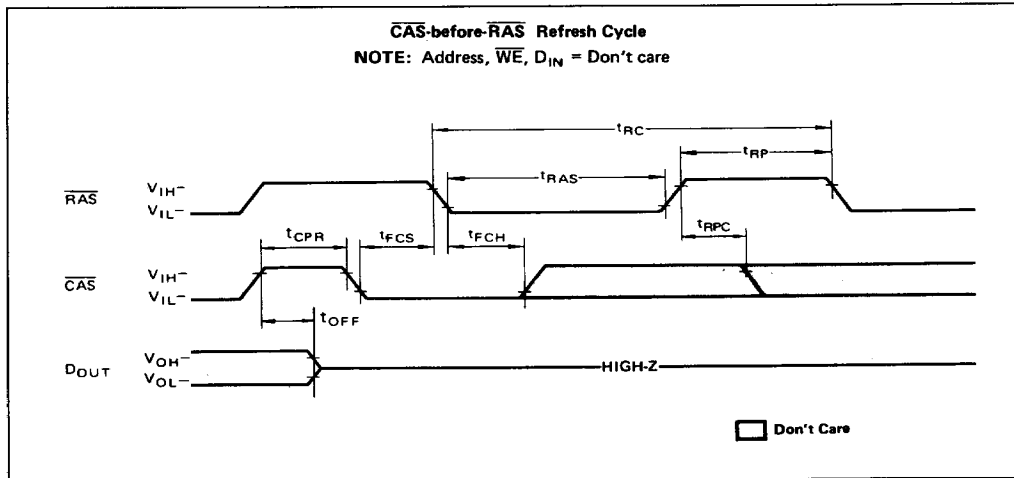 CAS-before-RAS Refresh Cycle
NOTE: Address, WE, DIN = Don't care
tRC
tRP
tRAS
RAS
VIH–
VIL–
tRPC
tCPR
tFCS
tFCH
CAS
VIH–
VIL–
tOFF
DOUT
VOH–
VOL–
HIGH-Z
Don't Care